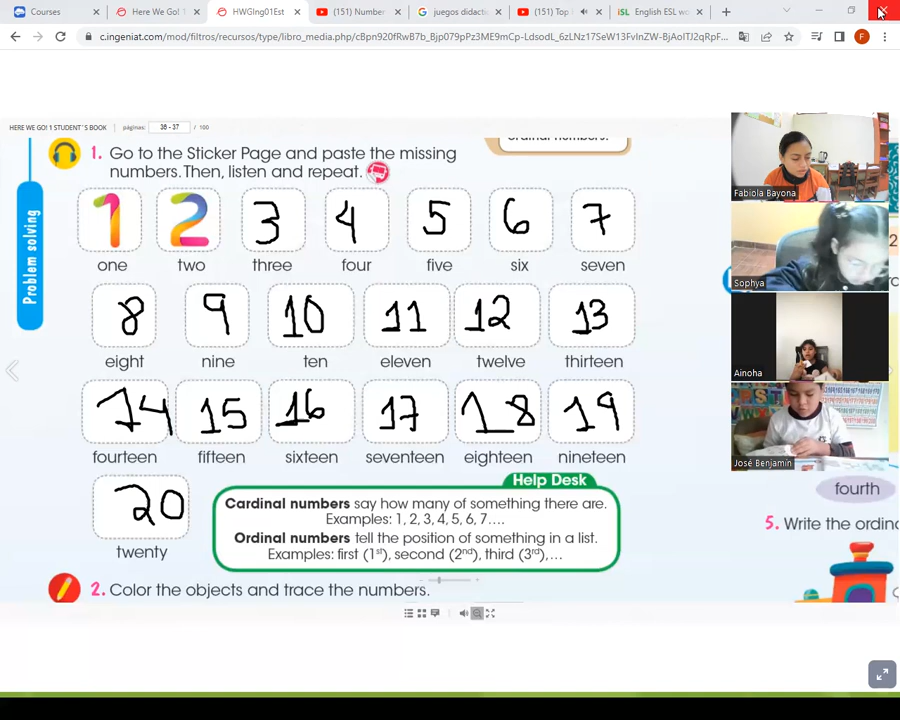 Courses
Here We Go! 1
HWGIng01Est
(151) Number
juegos didacti
(151) Top
iSL English ESL wo
c.ingeniat.com/mod/filtros/recursos/type/libro_media.php/cBpn920fRwB7b_Bjp079pPz3ME9mCp-LdsodL_6zLNz17SeW13FvInZW-BjAoITJ2qRpF...
F
HERE WE GO! 1 STUDENT´S BOOK
páginas: 36 - 37 / 100
Problem solving
1. Go to the Sticker Page and paste the missing
numbers. Then, listen and repeat.
Ordinal numbers.
1 2 3 4 5 6 7
one two three four five six seven
8 9 10 11 12 13
eight nine ten eleven twelve thirteen
14 15 16 17 18 19
fourteen fifteen sixteen seventeen eighteen nineteen
20
twenty
Help Desk
Cardinal numbers say how many of something there are.
Examples: 1, 2, 3, 4, 5, 6, 7....
Ordinal numbers tell the position of something in a list.
Examples: first (1st), second (2nd), third (3rd),...
2. Color the objects and trace the numbers.
Fabiola Bayona
Sophya
Ainoha
José Benjamín
fourth
5. Write the ordin